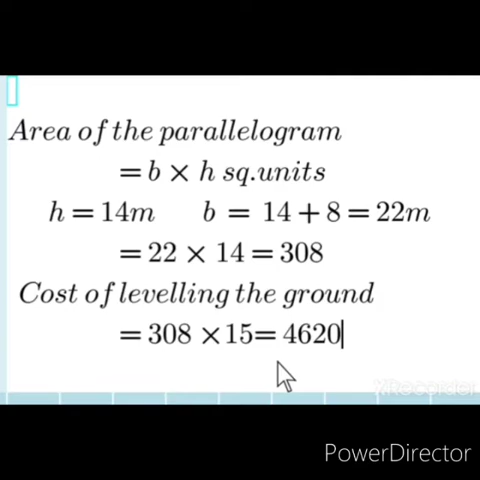 Area of the parallelogram
= b × h sq.units
h = 14m b = 14 + 8 = 22m
= 22 × 14 = 308
Cost of levelling the ground
= 308 ×15= 4620
XRecorder
PowerDirector